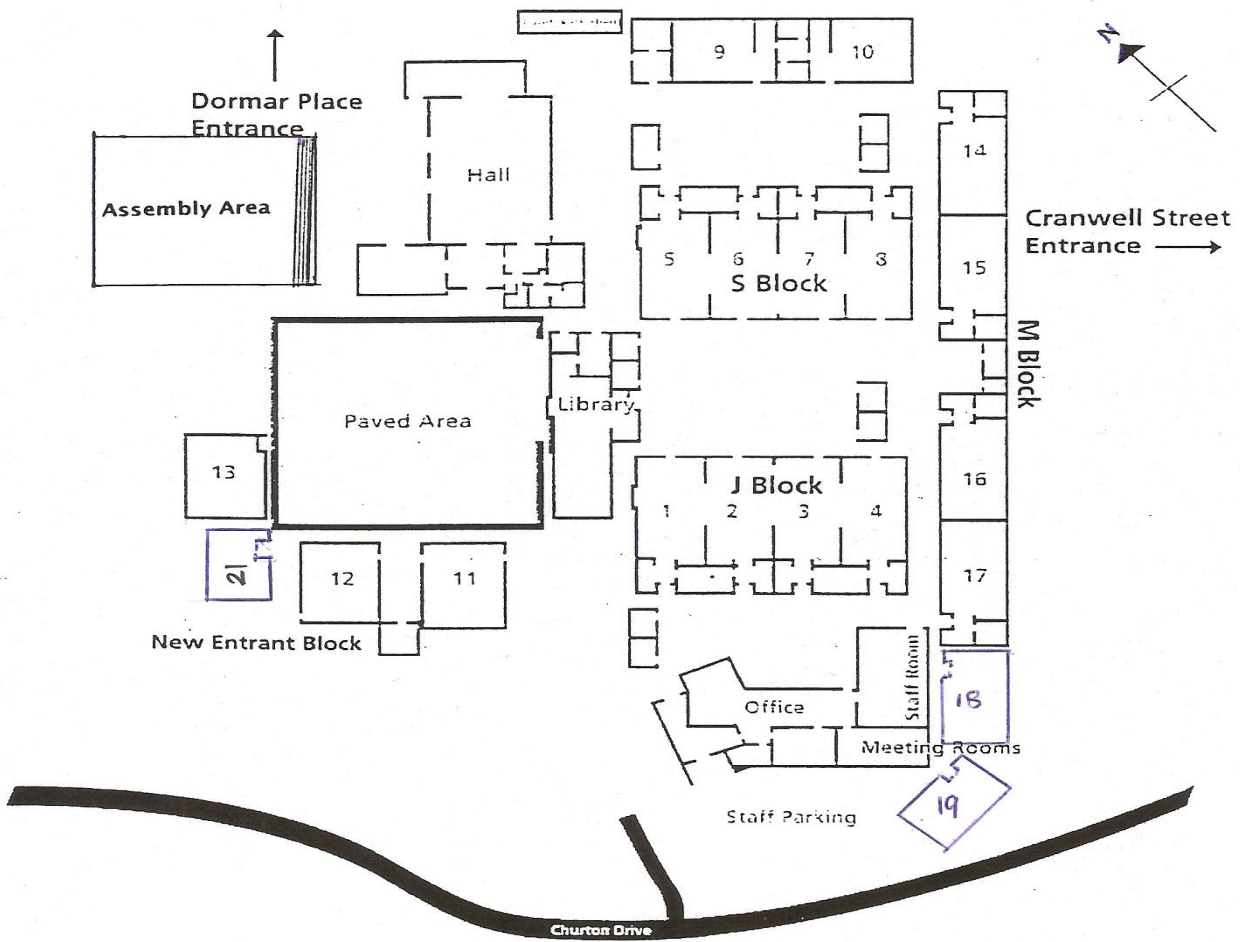 9
10
N
Dormar Place
Entrance
14
Hall
Assembly Area
Cranwell Street
Entrance
5
6
7
8
S Block
15
M Block
Library
Paved Area
13
J Block
1
2
3
4
16
21
12
11
17
New Entrant Block
Staff Room
18
Office
Meeting Rooms
19
Staff Parking
Churton Drive